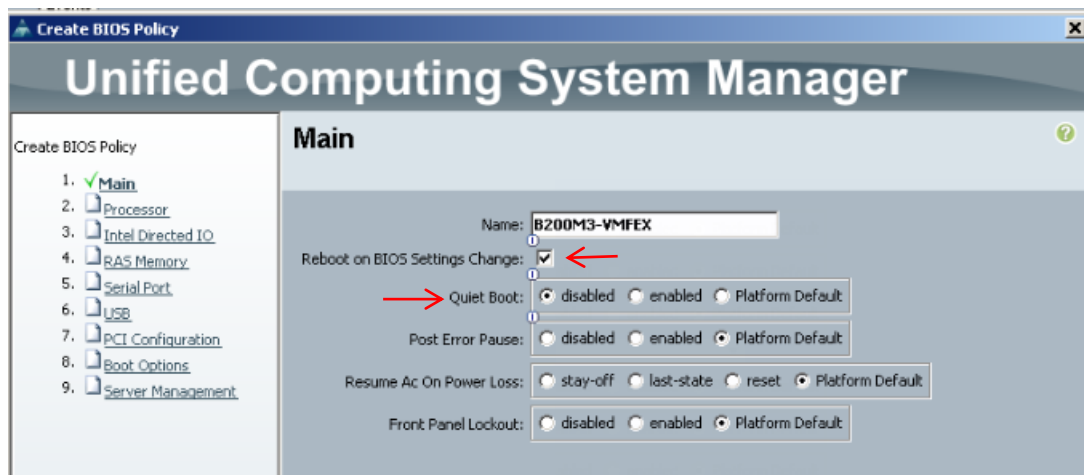 Create BIOS Policy
Unified Computing System Manager
Create BIOS Policy
1. Main
2. Processor
3. Intel Directed IO
4. RAS Memory
5. Serial Port
6. USB
7. PCI Configuration
8. Boot Options
9. Server Management
Main
Name: B200M3-VMFEX
Reboot on BIOS Settings Change:
Quiet Boot: disabled enabled Platform Default
Post Error Pause: disabled enabled Platform Default
Resume Ac On Power Loss: stay-off last-state reset Platform Default
Front Panel Lockout: disabled enabled Platform Default